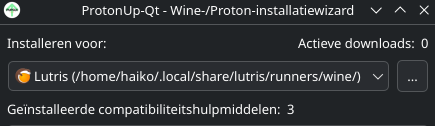 ProtonUp-Qt - Wine-/Proton-installatiewizard
Installeren voor: Actieve downloads: 0
Lutris (/home/haiko/.local/share/lutris/runners/wine/) ...
Geïnstalleerde compatibiliteitshulpmiddelen: 3